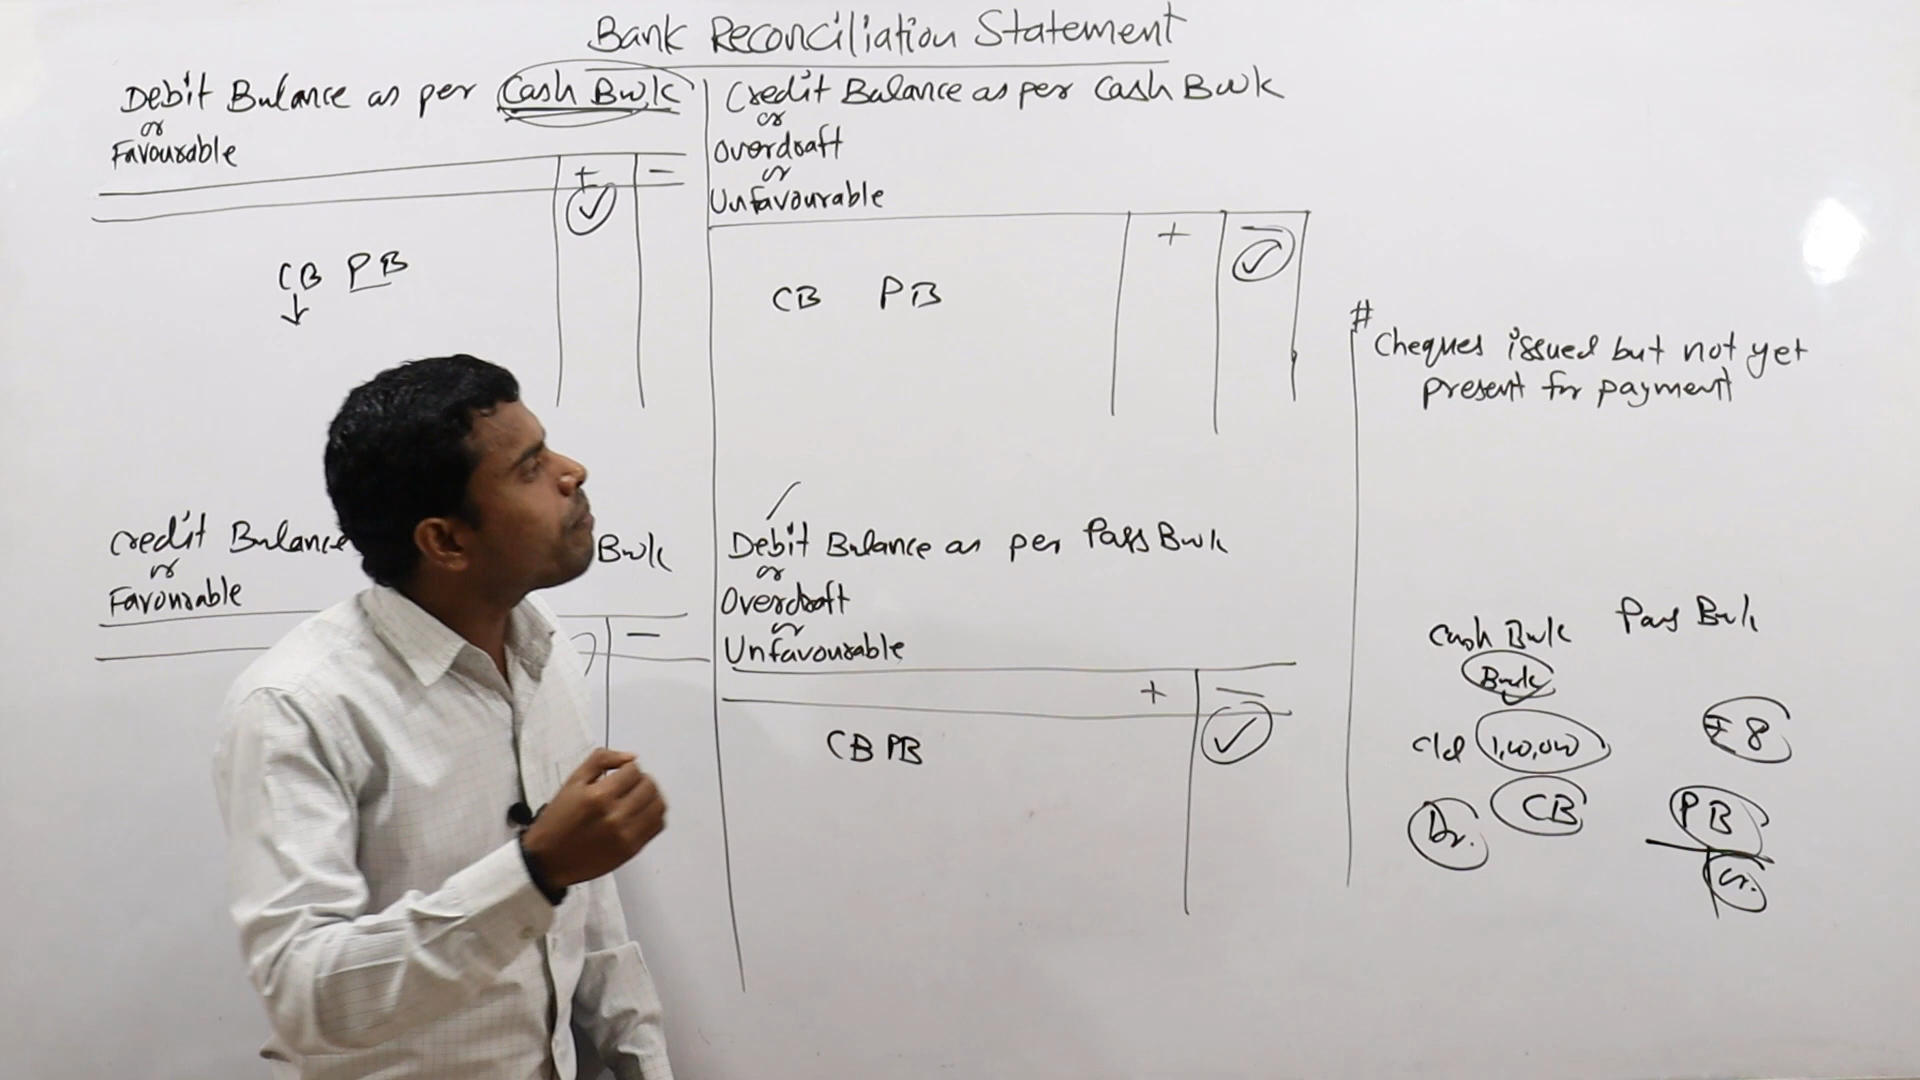 Bank Reconciliation Statement
Debit Balance as per Cash Book
or
Favourable
+ -
CB PB
Credit Balance as per Cash Book
or
Overdraft
or
Unfavourable
+ -
CB PB
Credit Balance
Book
or
Favourable
-
Debit Balance as per Pass Book
or
Overdraft
or
Unfavourable
+ -
CB PB
#
Cheques issued but not yet
present for payment
Cash Book Pass Book
Bank
c/d 1,00,000
8
Dr. CB PB
Cr.